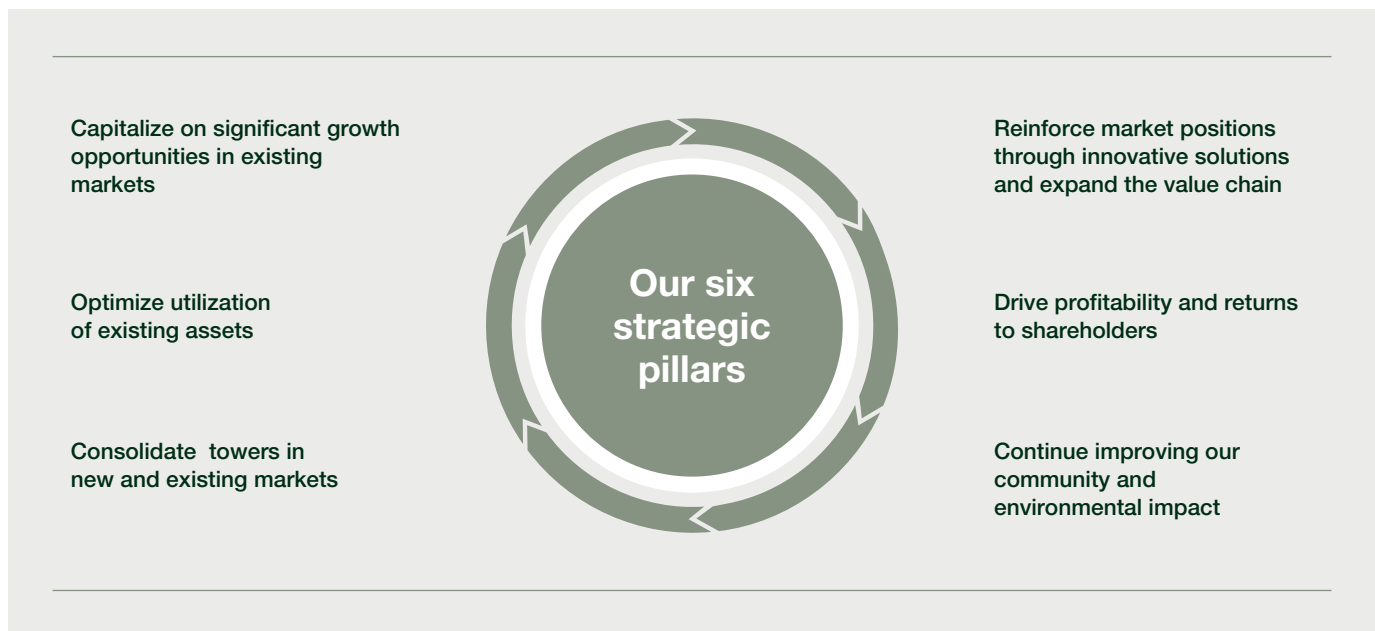 Capitalize on significant growth
opportunities in existing
markets
Optimize utilization
of existing assets
Consolidate  towers in
new and existing markets
Our six
strategic
pillars
Reinforce market positions
through innovative solutions
and expand the value chain
Drive profitability and returns
to shareholders
Continue improving our
community and
environmental impact